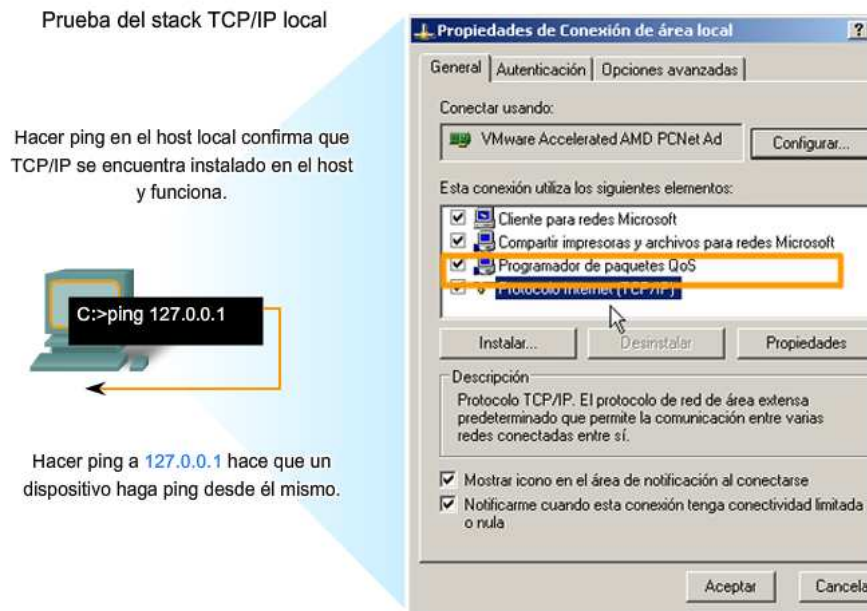 Prueba del stack TCP/IP local
Hacer ping en el host local confirma que
TCP/IP se encuentra instalado en el host
y funciona.
C:>ping 127.0.0.1
Hacer ping a 127.0.0.1 hace que un
dispositivo haga ping desde él mismo.
Propiedades de Conexión de área local
?
General
Autenticación
Opciones avanzadas
Conectar usando:
VMware Accelerated AMD PCNet Ad
Configurar...
Esta conexión utiliza los siguientes elementos:
Cliente para redes Microsoft
Compartir impresoras y archivos para redes Microsoft
Programador de paquetes QoS
Protocolo Internet (TCP/IP)
Instalar...
Desinstalar
Propiedades
Descripción
Protocolo TCP/IP. El protocolo de red de área extensa
predeterminado que permite la comunicación entre varias
redes conectadas entre sí.
Mostrar icono en el área de notificación al conectarse
Notificarme cuando esta conexión tenga conectividad limitada
o nula
Aceptar
Cancela